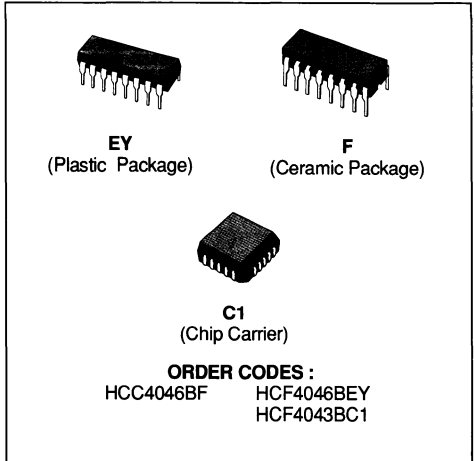 EY
(Plastic Package)
F
(Ceramic Package)
C1
(Chip Carrier)
ORDER CODES :
HCC4046BF HCF4046BEY
HCF4043BC1